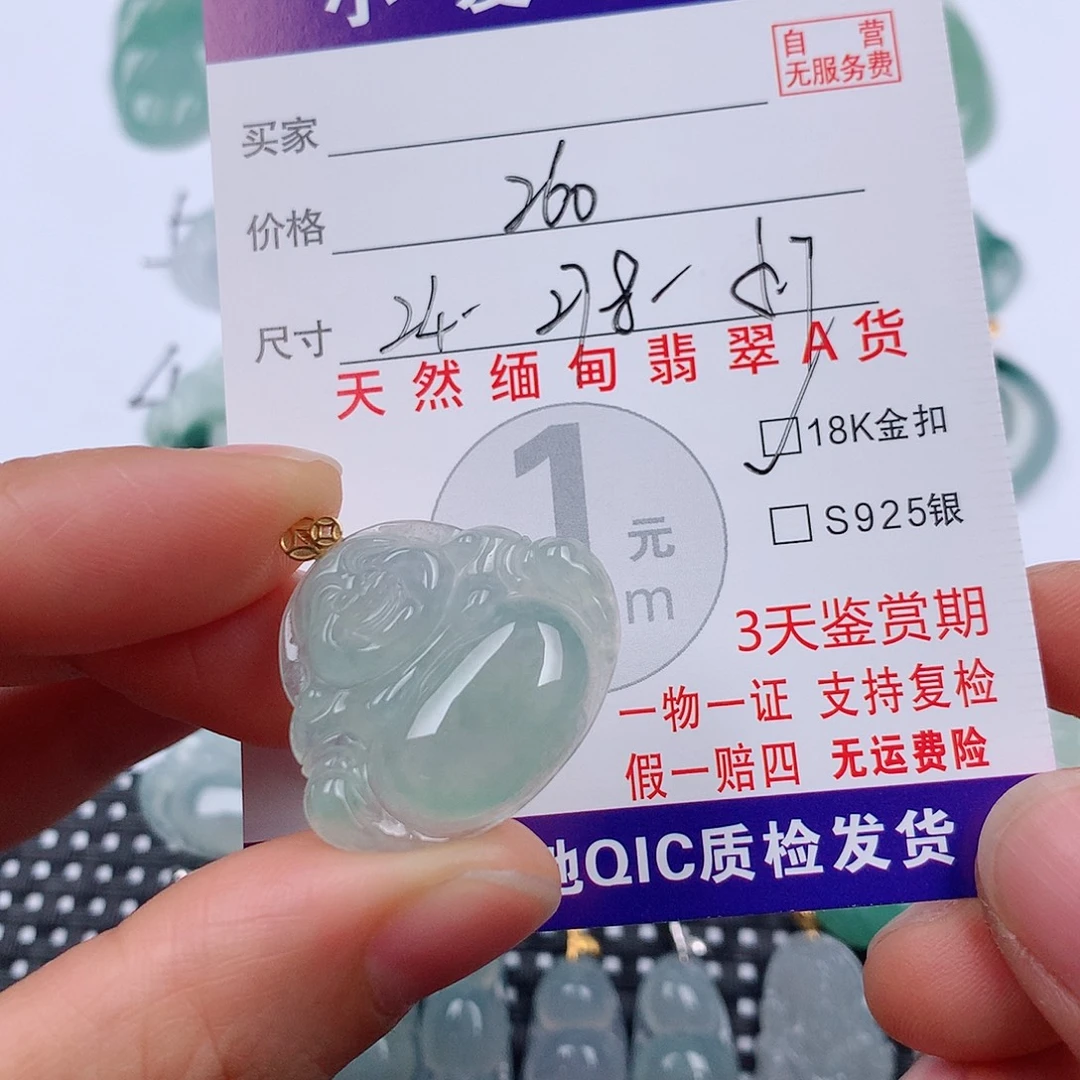 自 营
无服务费
买家
价格 260
尺寸 24- 27.8-6.7
天然缅甸翡翠A货
18K金扣
1元
S925银
m
3天鉴赏期
一物一证 支持复检
假一赔四 无运费险
QIC质检发货